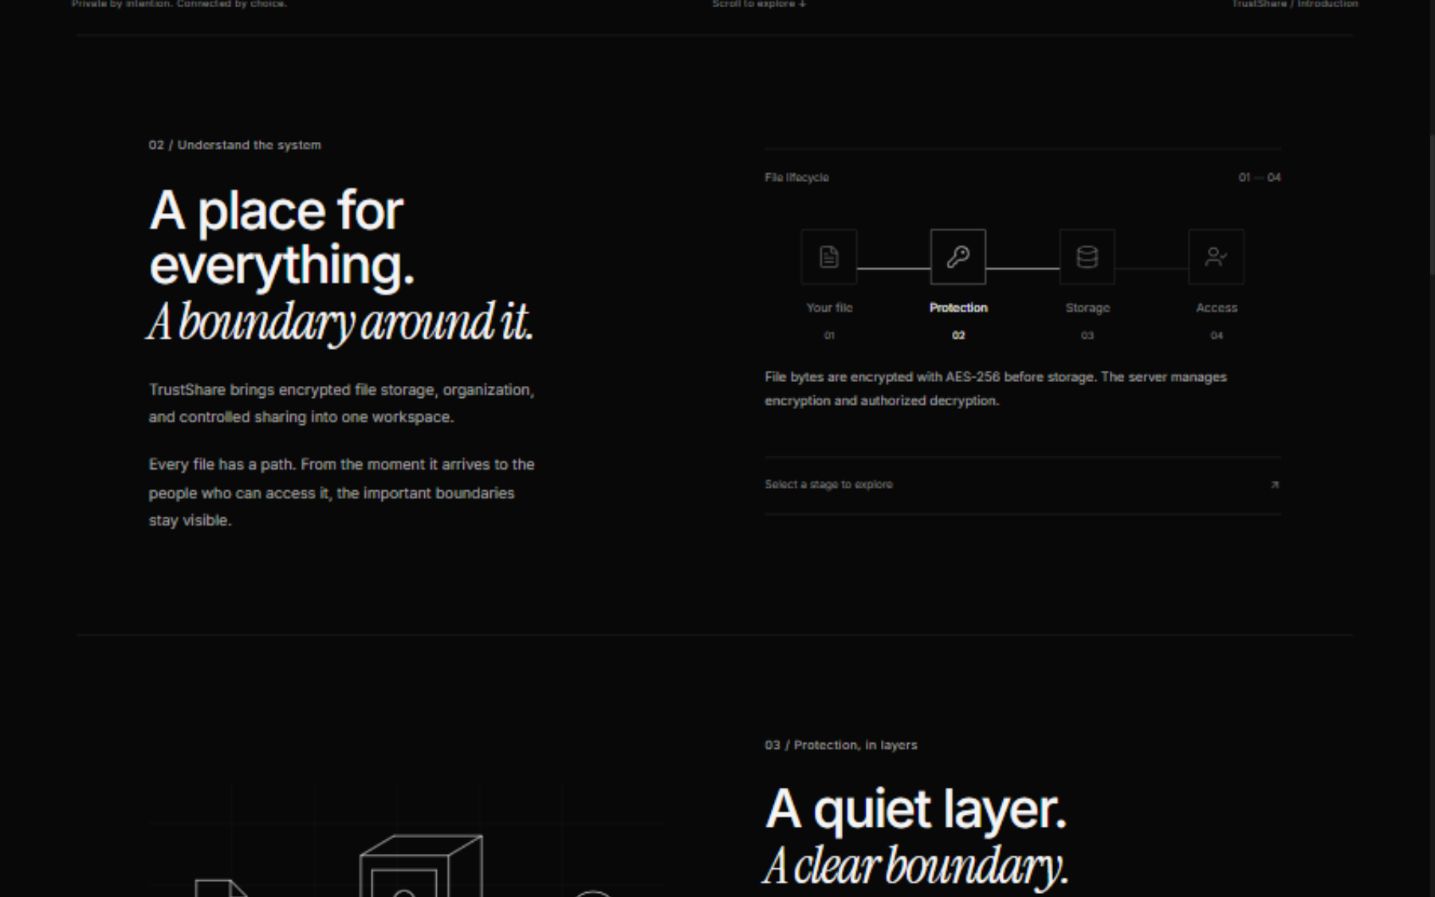 Private by intention. Connected by choice.
Scroll to explore ↓
TrustShare / Introduction
02 / Understand the system
A place for
everything.
A boundary around it.
TrustShare brings encrypted file storage, organization,
and controlled sharing into one workspace.
Every file has a path. From the moment it arrives to the
people who can access it, the important boundaries
stay visible.
File lifecycle
01 — 04
Your file
Protection
Storage
Access
01
02
03
04
File bytes are encrypted with AES-256 before storage. The server manages
encryption and authorized decryption.
Select a stage to explore
03 / Protection, in layers
A quiet layer.
A clear boundary.